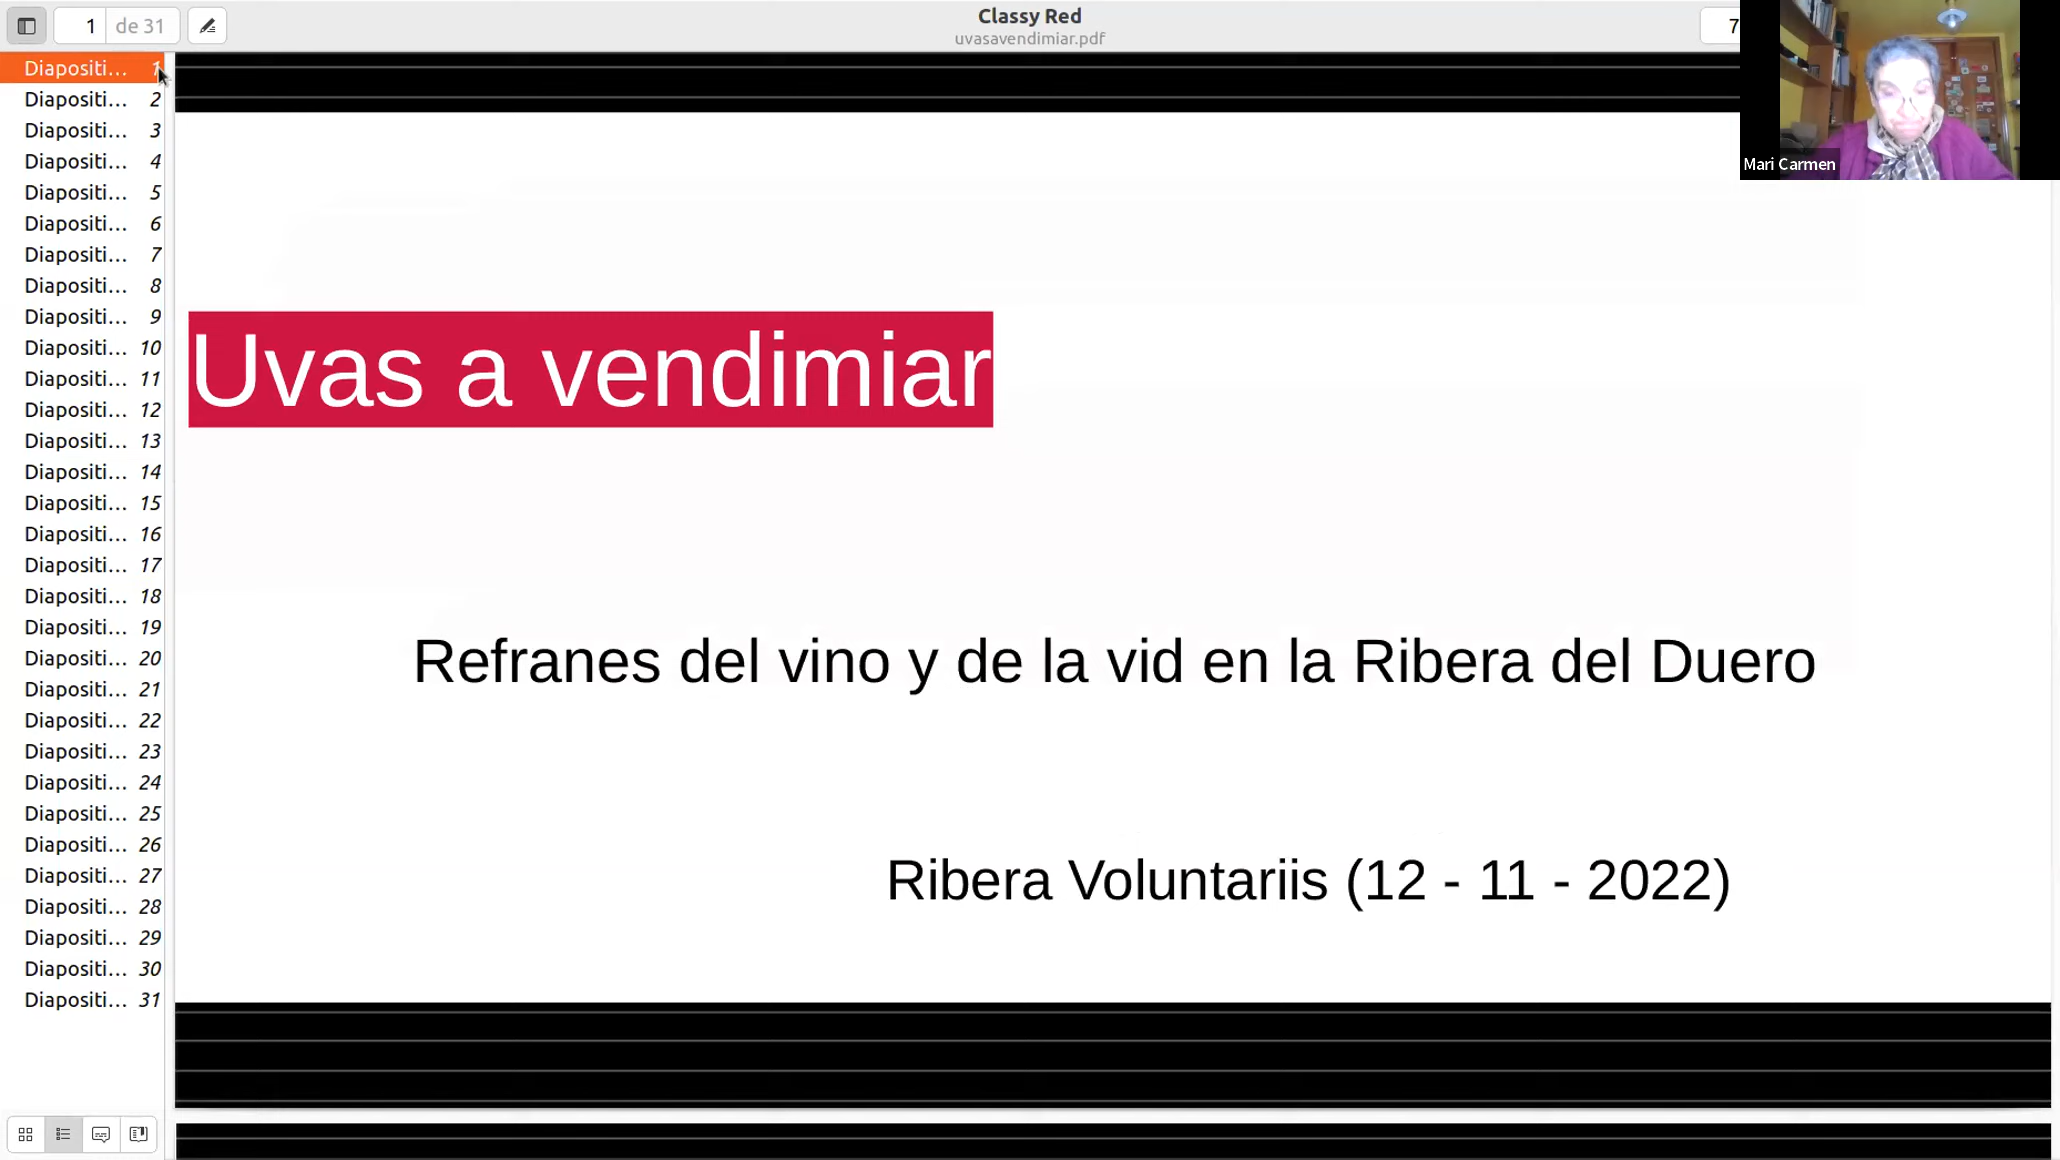 1 de 31
Classy Red
uvasavendimiar.pdf
7
Mari Carmen
Diapositi... 1
Diapositi... 2
Diapositi... 3
Diapositi... 4
Diapositi... 5
Diapositi... 6
Diapositi... 7
Diapositi... 8
Diapositi... 9
Diapositi... 10
Diapositi... 11
Diapositi... 12
Diapositi... 13
Diapositi... 14
Diapositi... 15
Diapositi... 16
Diapositi... 17
Diapositi... 18
Diapositi... 19
Diapositi... 20
Diapositi... 21
Diapositi... 22
Diapositi... 23
Diapositi... 24
Diapositi... 25
Diapositi... 26
Diapositi... 27
Diapositi... 28
Diapositi... 29
Diapositi... 30
Diapositi... 31
Uvas a vendimiar
Refranes del vino y de la vid en la Ribera del Duero
Ribera Voluntariis (12 - 11 - 2022)